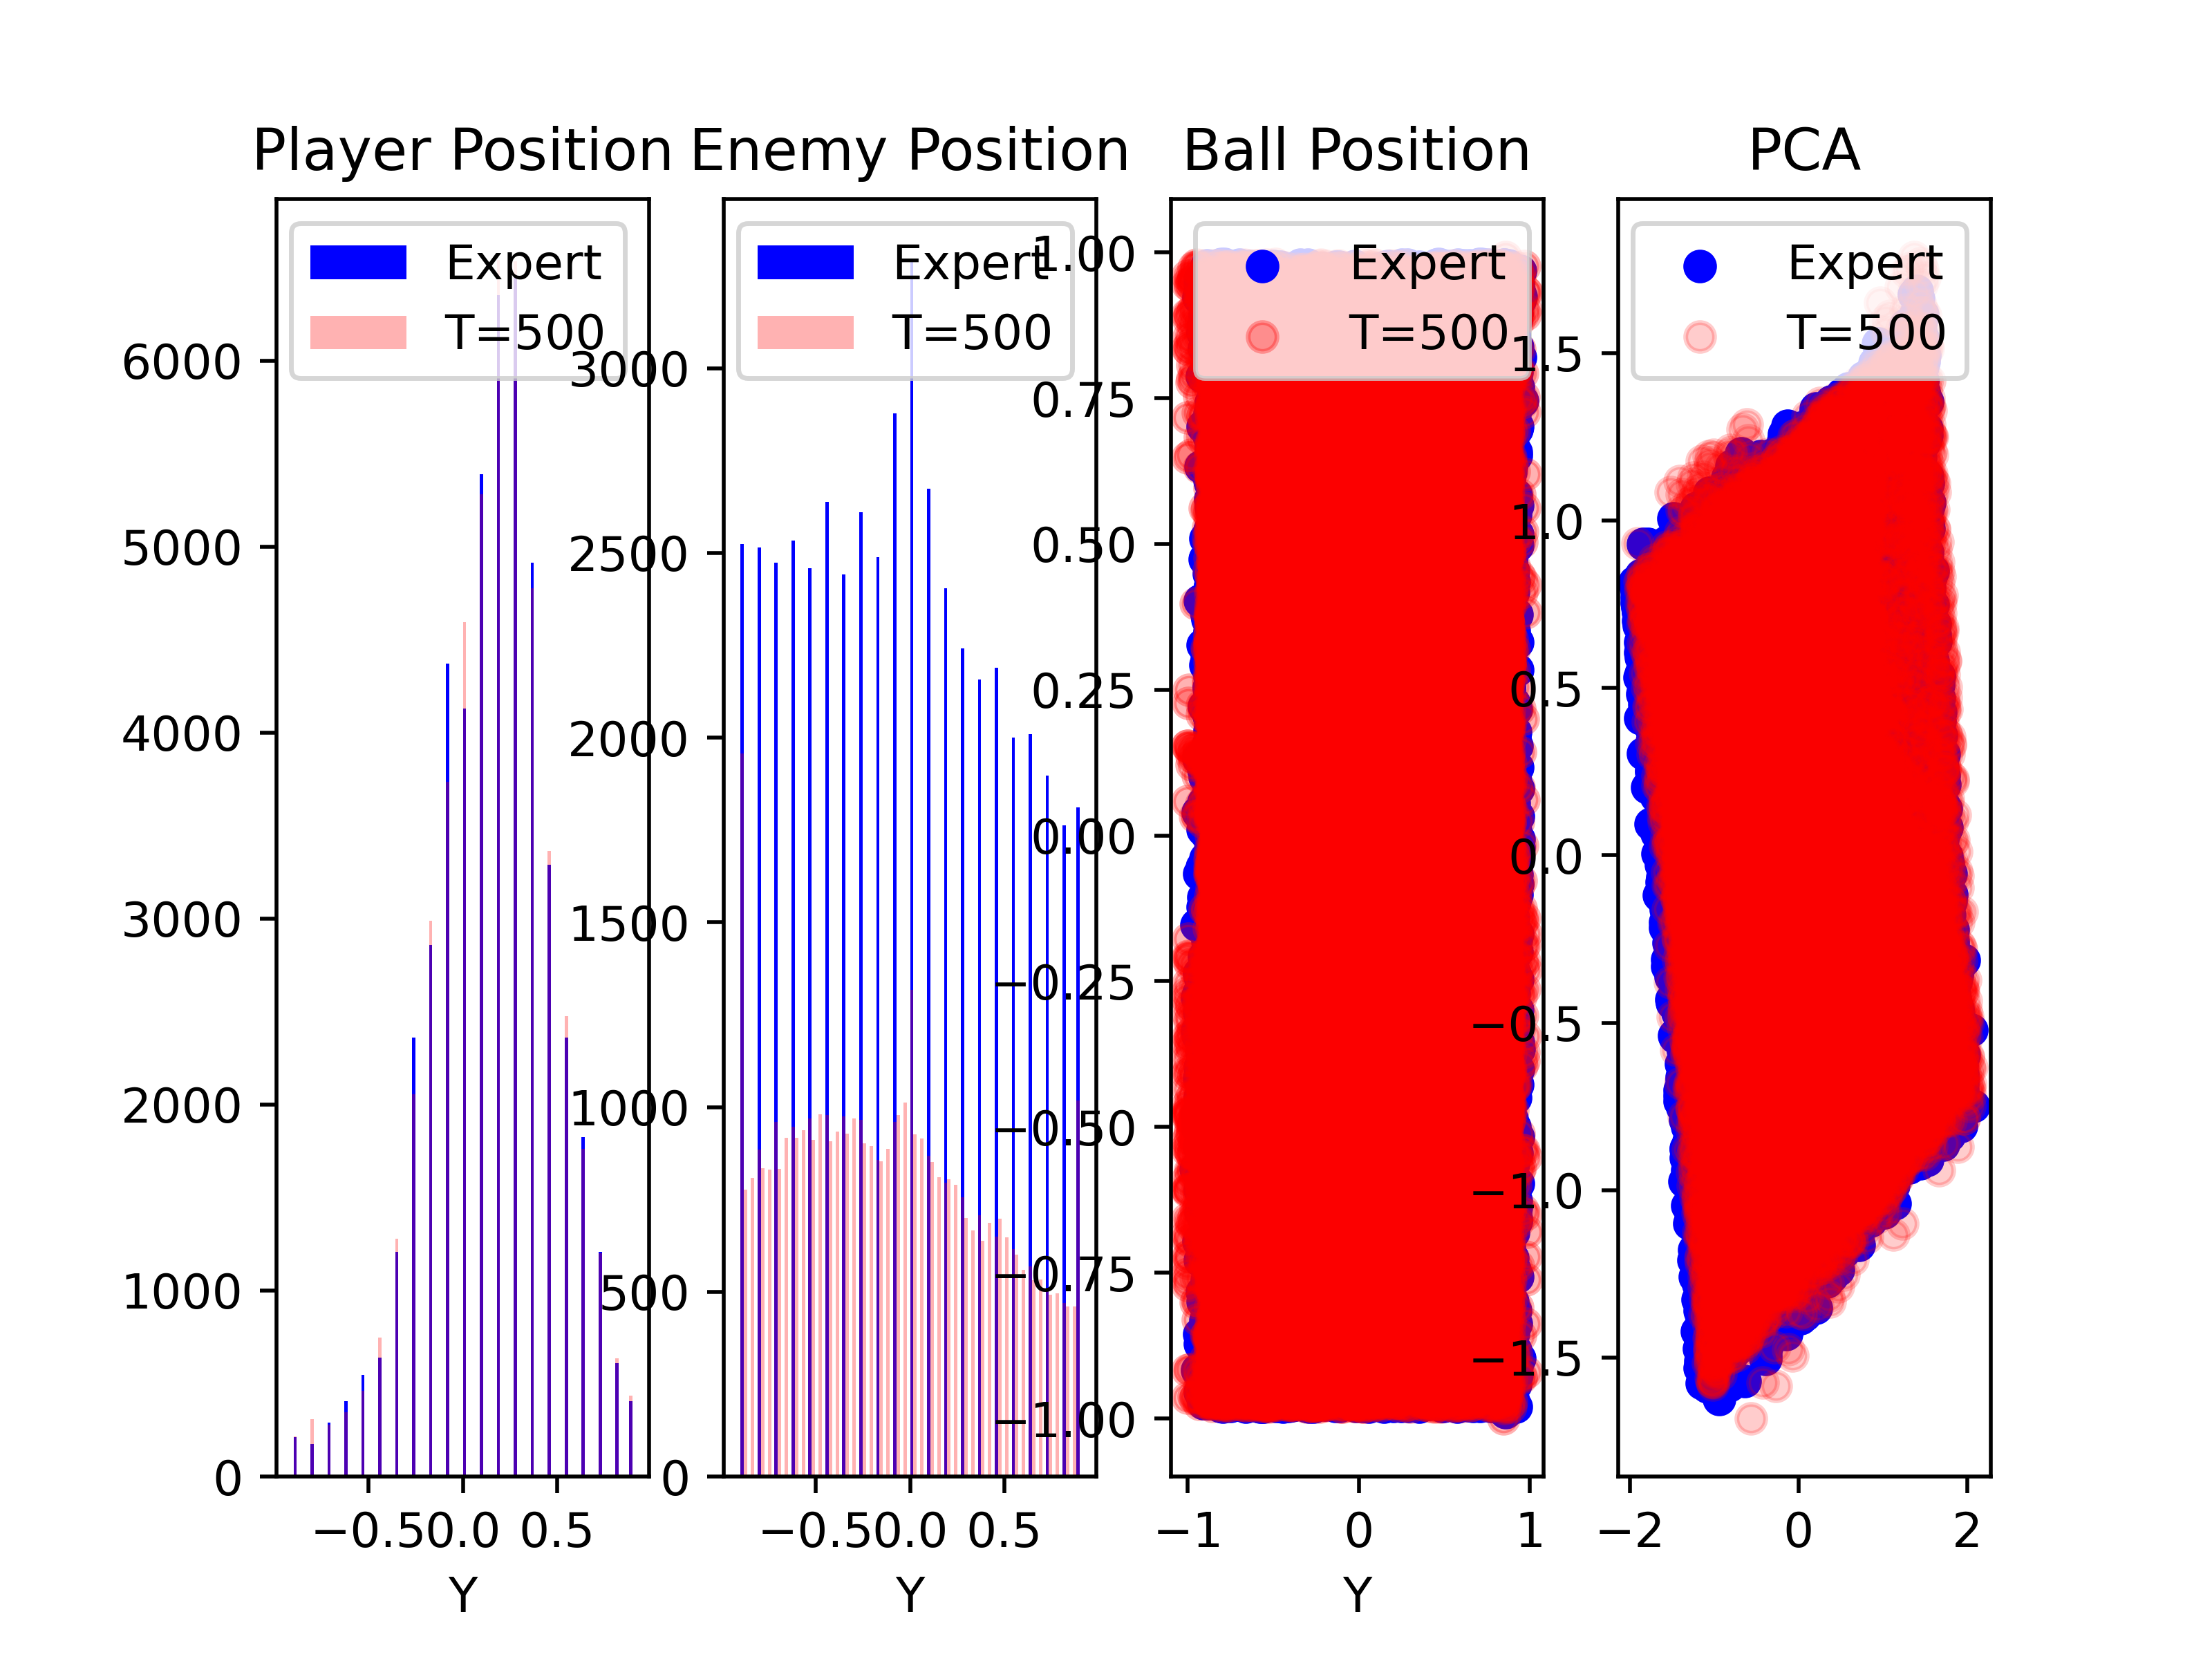 Player Position
Enemy Position
Ball Position
PCA
Expert
T=500
Expert
T=500
Expert
T=500
Expert
T=500
6000
5000
4000
3000
2000
1000
0
3000
2500
2000
1500
1000
500
0
1.00
0.75
0.50
0.25
0.00
−0.25
−0.50
−0.75
−1.00
1.5
1.0
0.5
0.0
−0.5
−1.0
−1.5
−0.5 0.0 0.5
−0.5 0.0 0.5
−1 0 1
−2 0 2
Y
Y
Y